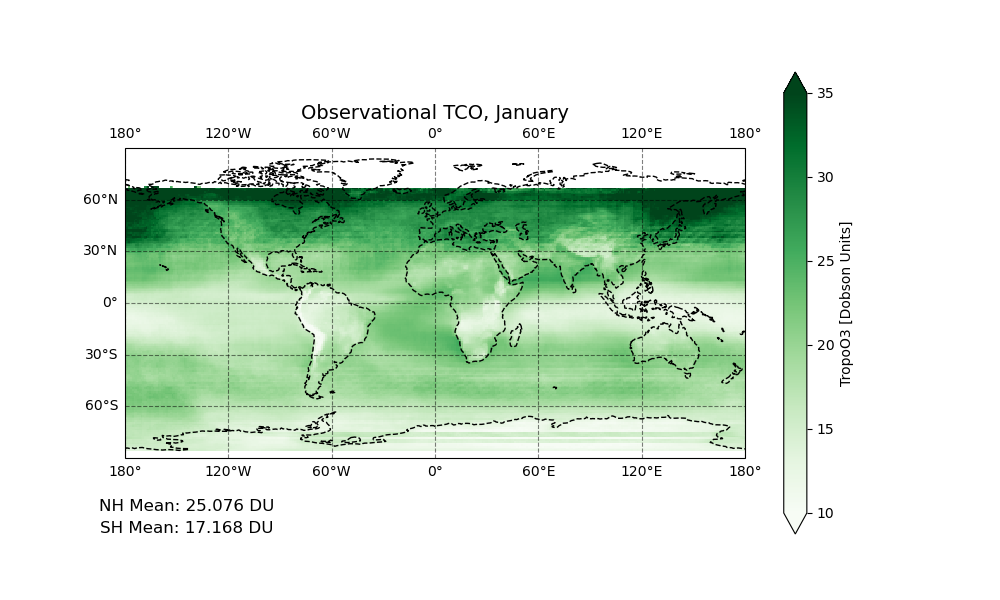 Observational TCO, January
180° 120°W 60°W 0° 60°E 120°E 180°
60°N
30°N
0°
30°S
60°S
180° 120°W 60°W 0° 60°E 120°E 180°
NH Mean: 25.076 DU
SH Mean: 17.168 DU
35
30
25
20
15
10
TropoO3 [Dobson Units]